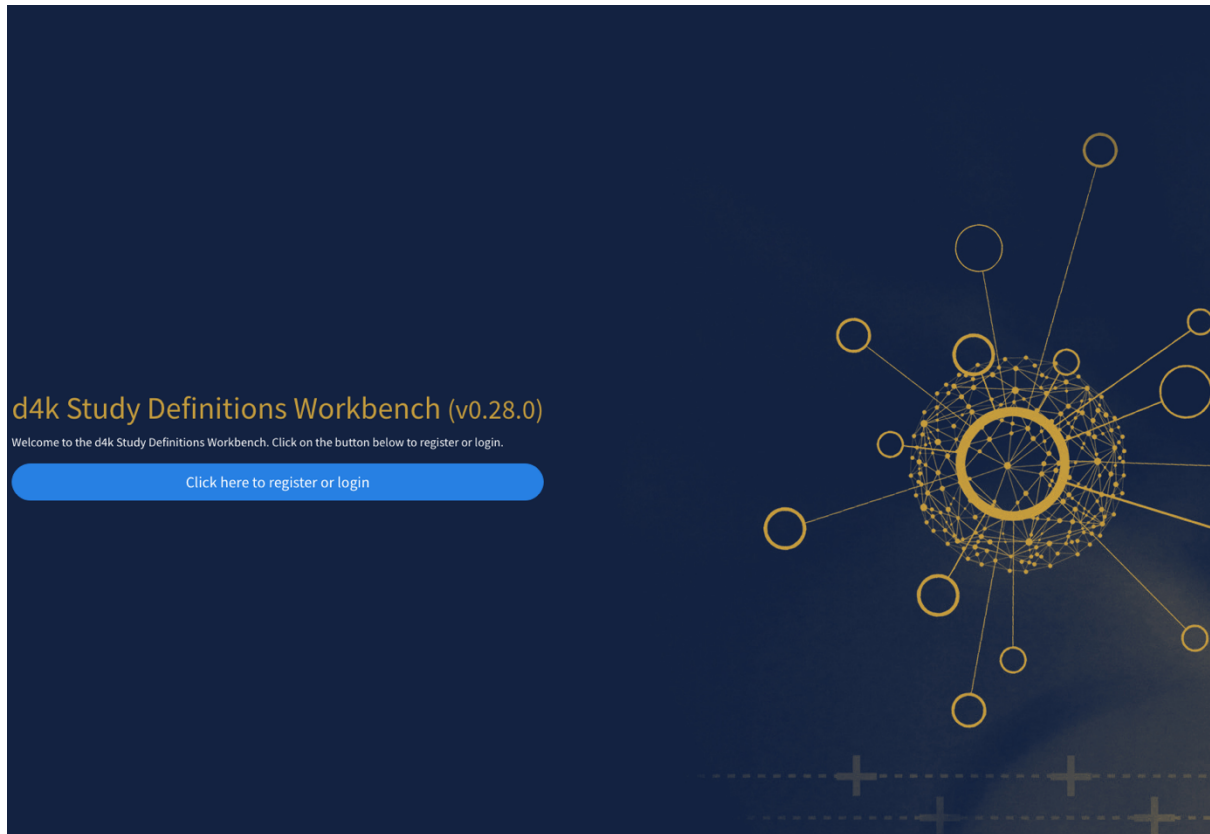 d4k Study Definitions Workbench (v0.28.0)
Welcome to the d4k Study Definitions Workbench. Click on the button below to register or login.
Click here to register or login